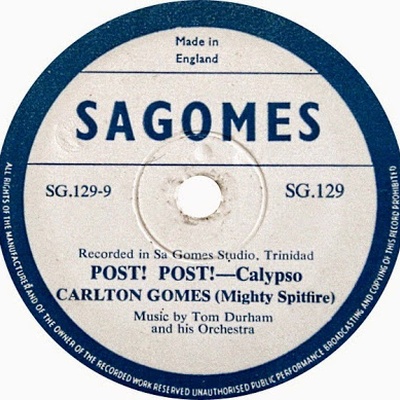 Made in
England
SAGOMES
SG.129-9
SG.129
Recorded in Sa Gomes Studio, Trinidad
POST! POST!—Calypso
CARLTON GOMES (Mighty Spitfire)
Music by Tom Durham
and his Orchestra
ALL RIGHTS OF THE MANUFACTURER AND OF THE OWNER OF THE RECORDED WORK RESERVED UNAUTHORISED PUBLIC PERFORMANCE BROADCASTING AND COPYING OF THIS RECORD PROHIBITED